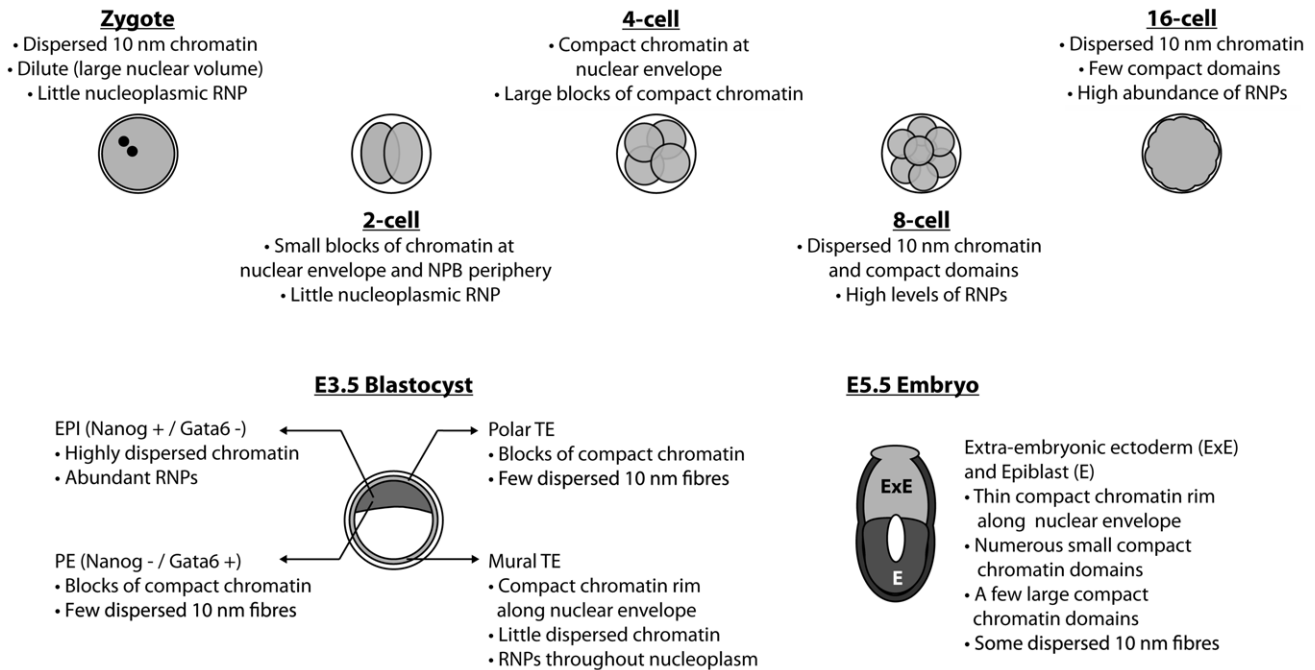 Zygote
• Dispersed 10 nm chromatin
• Dilute (large nuclear volume)
• Little nucleoplasmic RNP
2-cell
• Small blocks of chromatin at
nuclear envelope and NPB periphery
• Little nucleoplasmic RNP
4-cell
• Compact chromatin at
nuclear envelope
• Large blocks of compact chromatin
8-cell
• Dispersed 10 nm chromatin
and compact domains
• High levels of RNPs
16-cell
• Dispersed 10 nm chromatin
• Few compact domains
• High abundance of RNPs
E3.5 Blastocyst
EPI (Nanog + / Gata6 -)
• Highly dispersed chromatin
• Abundant RNPs
PE (Nanog - / Gata6 +)
• Blocks of compact chromatin
• Few dispersed 10 nm fibres
Polar TE
• Blocks of compact chromatin
• Few dispersed 10 nm fibres
Mural TE
• Compact chromatin rim
along nuclear envelope
• Little dispersed chromatin
• RNPs throughout nucleoplasm
E5.5 Embryo
ExE
E
Extra-embryonic ectoderm (ExE)
and Epiblast (E)
• Thin compact chromatin rim
along nuclear envelope
• Numerous small compact
chromatin domains
• A few large compact
chromatin domains
• Some dispersed 10 nm fibres